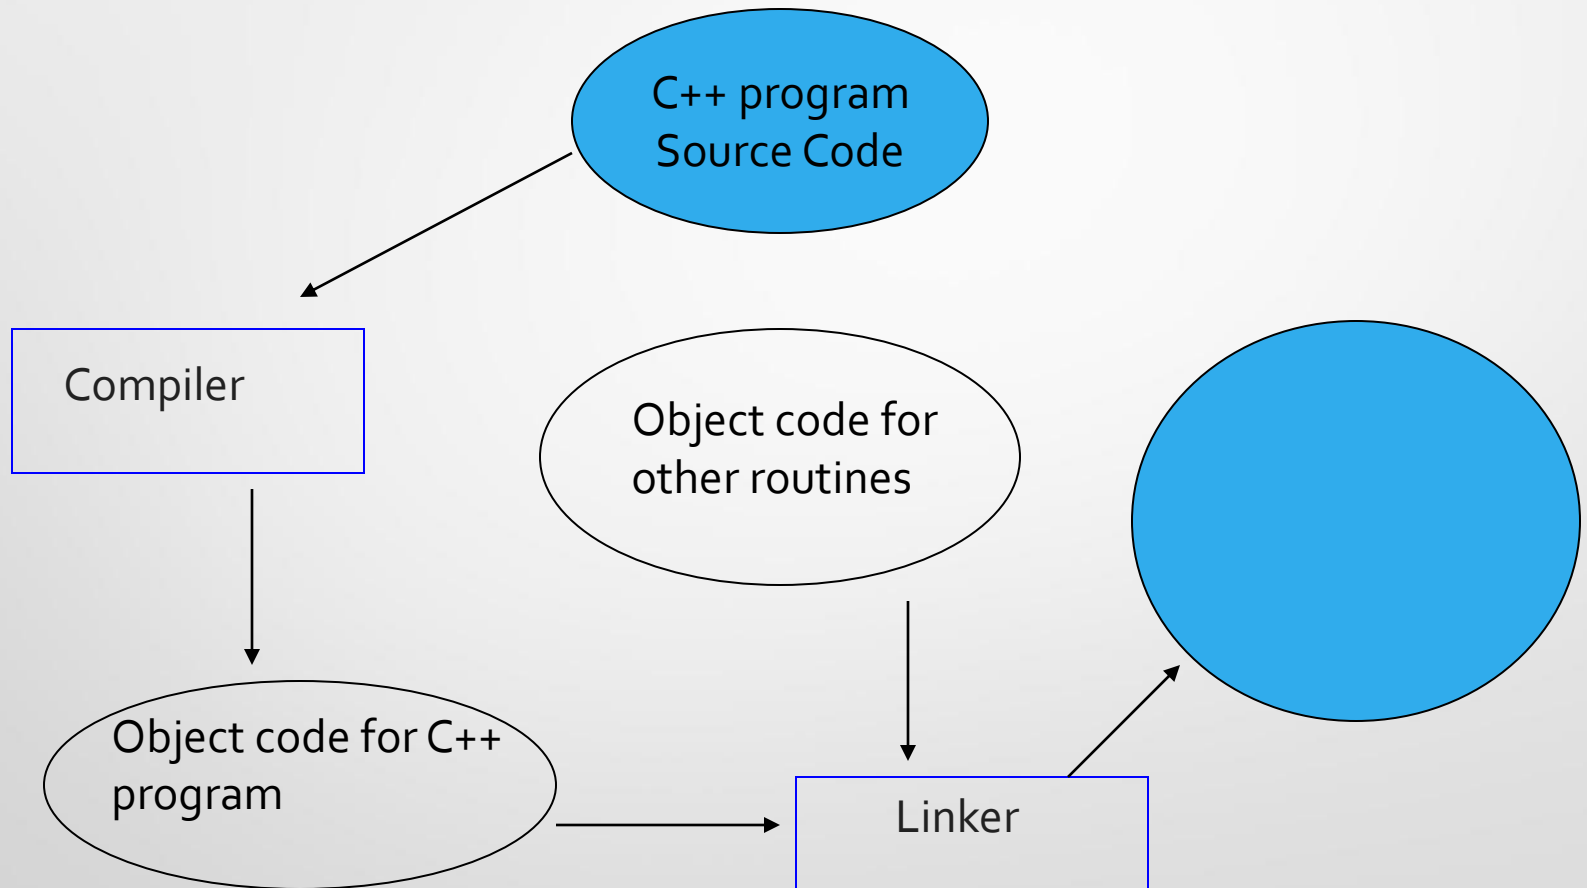 C++ program
Source Code
Compiler
Object code for
other routines
Object code for C++
program
Linker